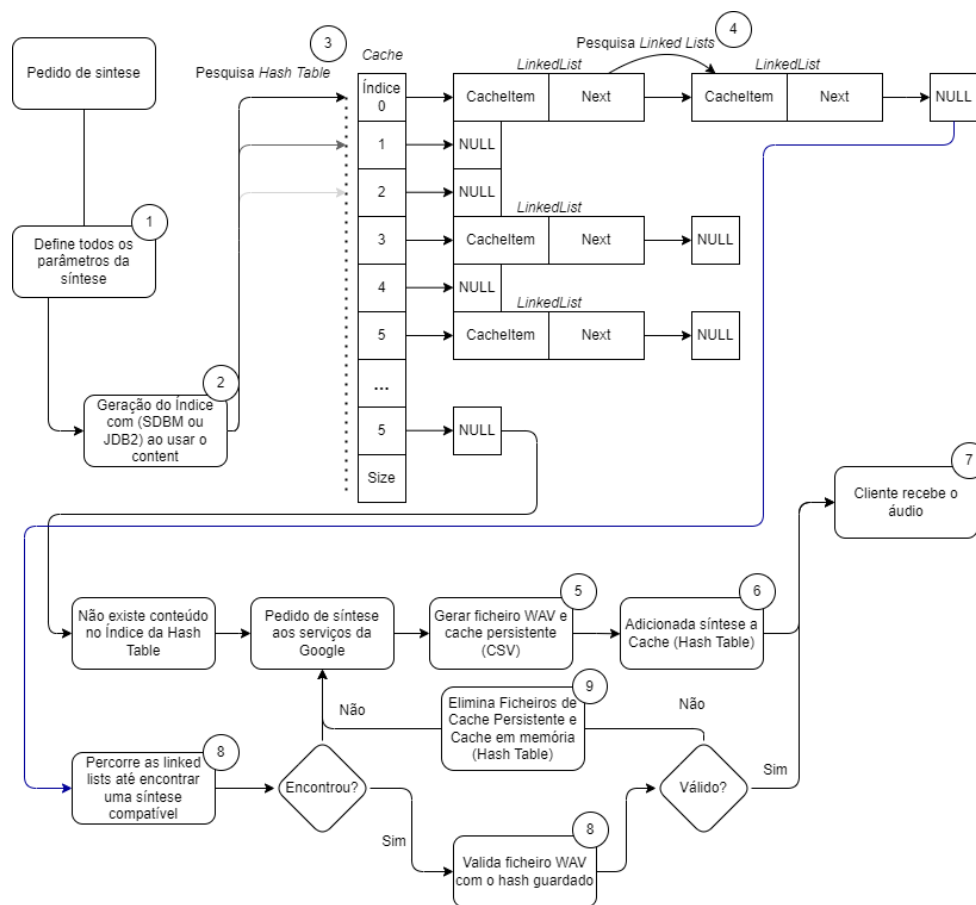 Pedido de sintese
1
Define todos os
parâmetros da
síntese
2
Geração do Índice
com (SDBM ou
JDB2) ao usar o
content
3
Pesquisa Hash Table
Cache
Índice
0
1
2
3
4
5
...
5
Size
4
Pesquisa Linked Lists
LinkedList
CacheItem
Next
LinkedList
CacheItem
Next
NULL
NULL
NULL
LinkedList
CacheItem
Next
NULL
NULL
LinkedList
CacheItem
Next
NULL
NULL
7
Cliente recebe o
áudio
Não existe conteúdo
no Índice da Hash
Table
Pedido de síntese
aos serviços da
Google
5
Gerar ficheiro WAV e
cache persistente
(CSV)
6
Adicionada síntese a
Cache (Hash Table)
9
Elimina Ficheiros de
Cache Persistente e
Cache em memória
(Hash Table)
Não
Não
8
Percorre as linked
lists até encontrar
uma síntese
compatível
Encontrou?
Sim
8
Valida ficheiro WAV
com o hash guardado
Válido?
Sim